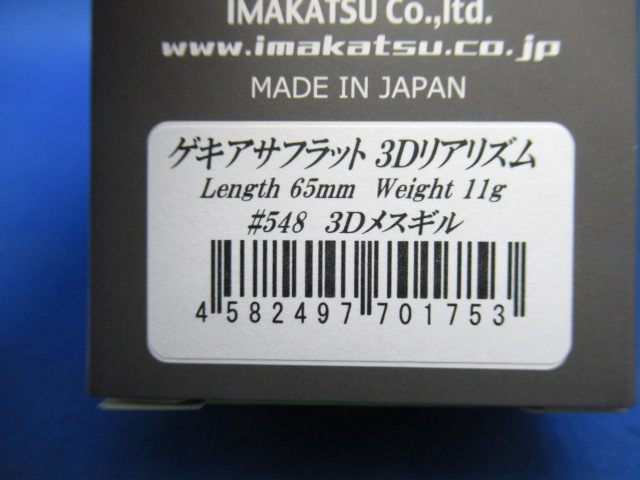 IMAKATSU Co.,ltd.
www.imakatsu.co.jp
MADE IN JAPAN
ゲキアサフラット 3Dリアリズム
Length 65mm Weight 11g
#548 3Dメスギル
4 582497 701753